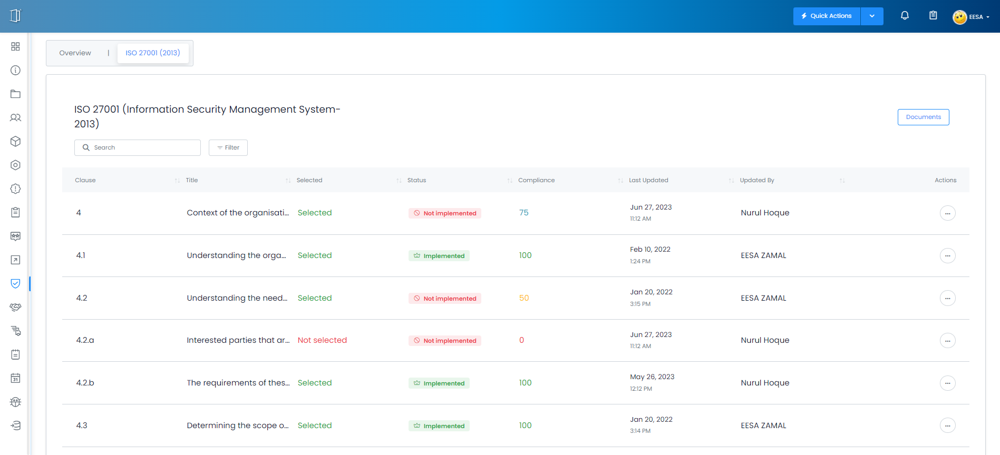 Quick Actions
EESA
Overview | ISO 27001 (2013)
ISO 27001 (Information Security Management System-
2013)
Documents
Search
Filter
Clause Title Selected Status Compliance Last Updated Updated By Actions
4 Context of the organisati... Selected Not implemented 75 Jun 27, 2023 Nurul Hoque
11:12 AM
4.1 Understanding the orga... Selected Implemented 100 Feb 10, 2022 EESA ZAMAL
1:24 PM
4.2 Understanding the need... Selected Not implemented 50 Jan 20, 2022 EESA ZAMAL
3:15 PM
4.2.a Interested parties that ar... Not selected Not implemented 0 Jun 27, 2023 Nurul Hoque
11:12 AM
4.2.b The requirements of thes... Selected Implemented 100 May 26, 2023 Nurul Hoque
12:12 PM
4.3 Determining the scope o... Selected Implemented 100 Jan 20, 2022 EESA ZAMAL
3:14 PM
31